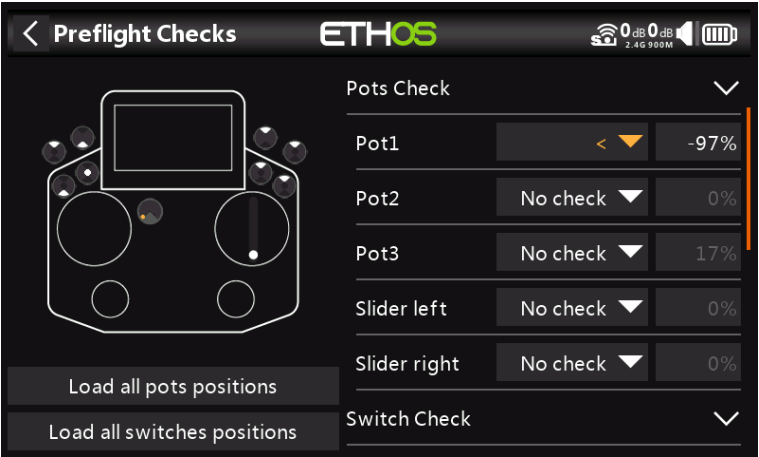 Preflight Checks ETHOS 0dB 0dB
2.4G 900M
Pots Check
Pot1 < -97%
Pot2 No check 0%
Pot3 No check 17%
Slider left No check 0%
Slider right No check 0%
Load all pots positions
Switch Check
Load all switches positions